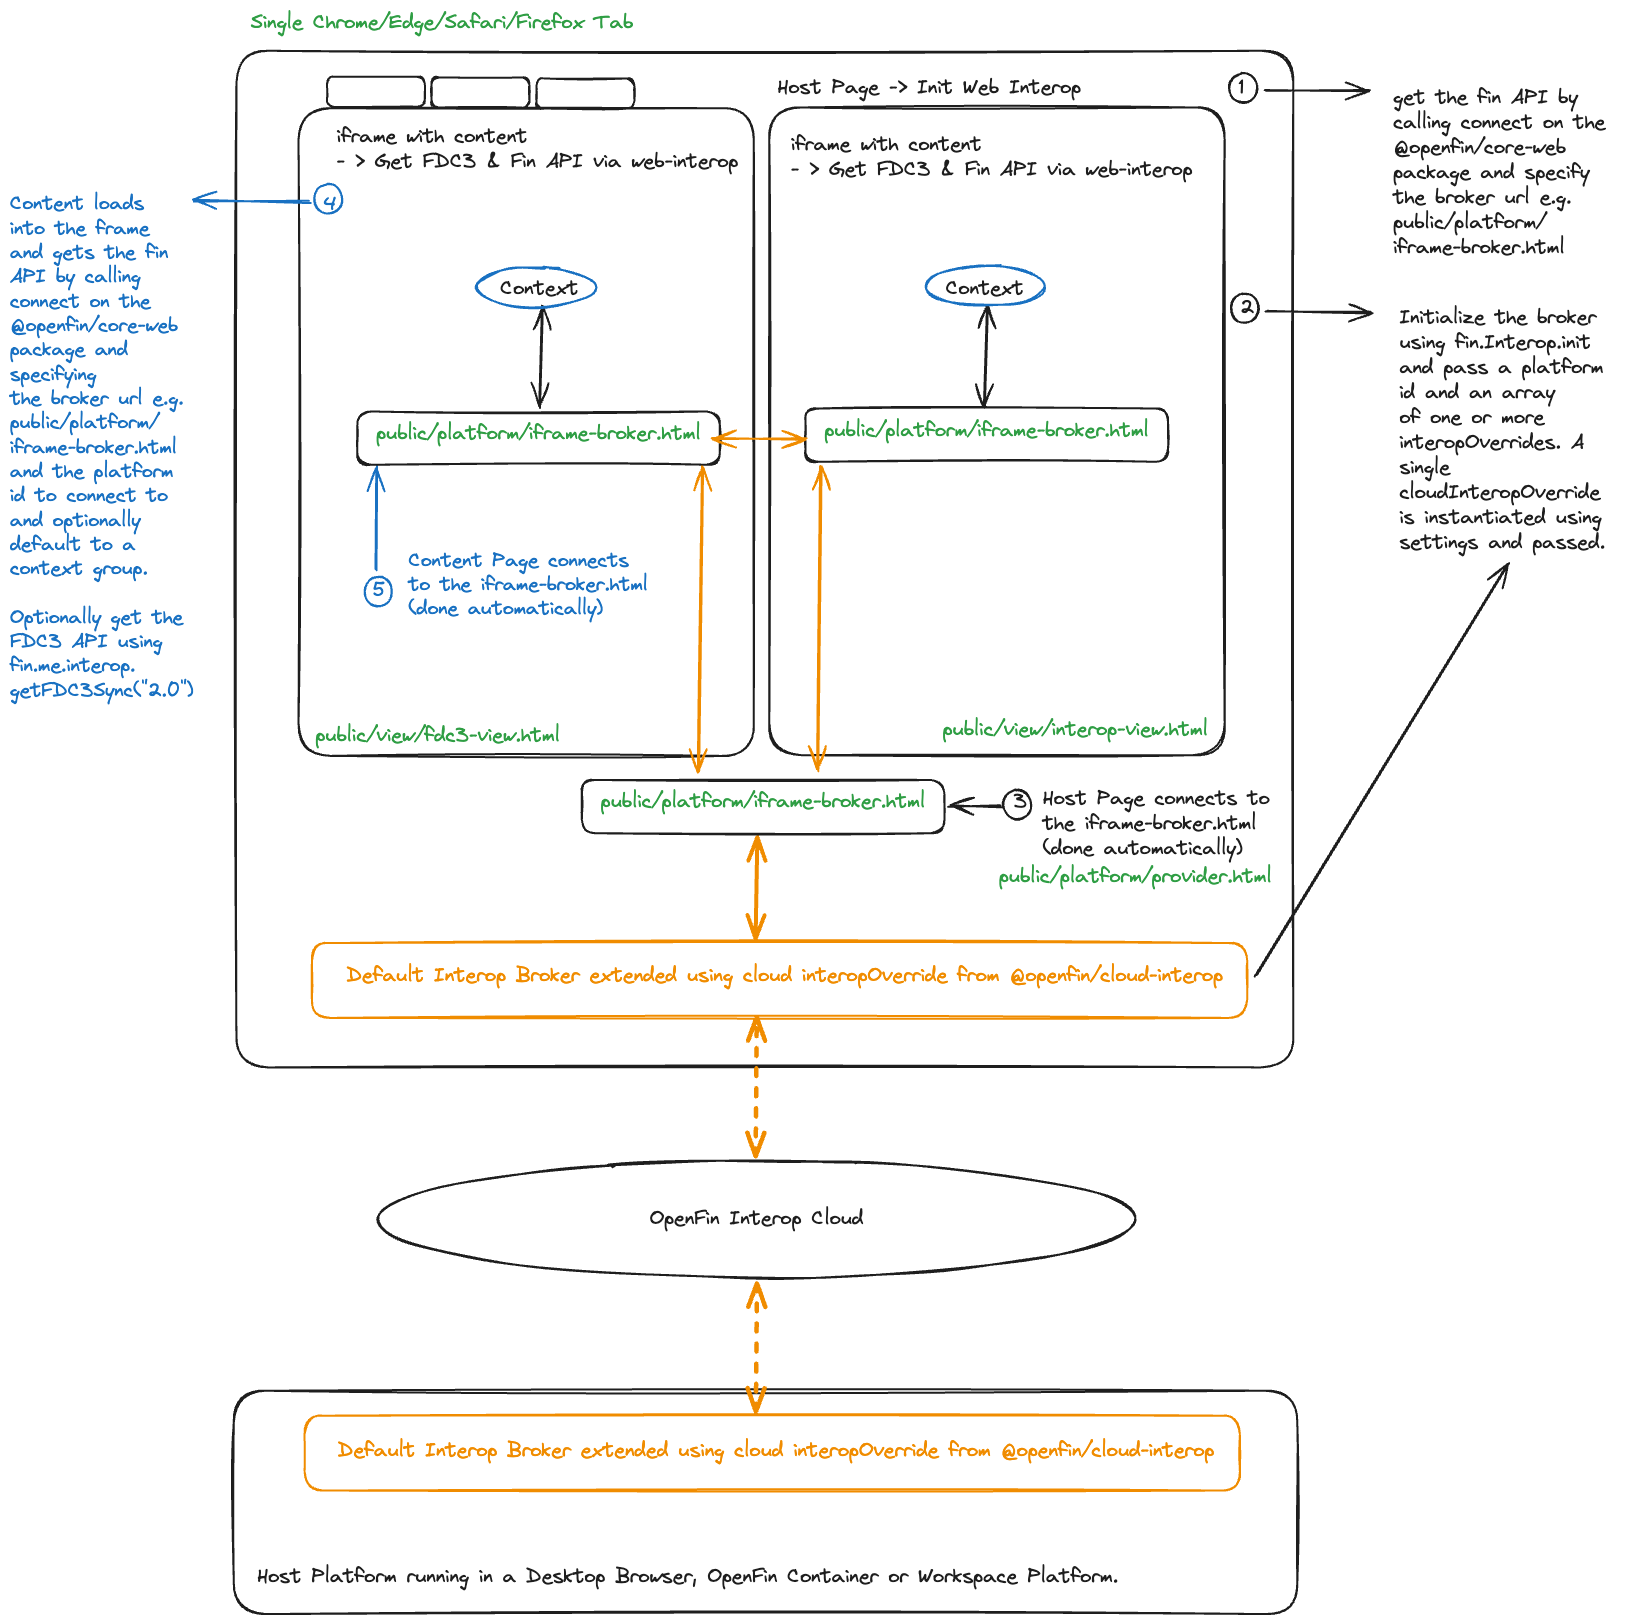 Single Chrome/Edge/Safari/Firefox Tab
Host Page -> Init Web Interop
1
get the fin API by
calling connect on the
@openfin/core-web
package and specify
the broker url e.g.
public/platform/
iframe-broker.html
iframe with content
- > Get FDC3 & Fin API via web-interop
iframe with content
- > Get FDC3 & Fin API via web-interop
4
Content loads
into the frame
and gets the fin
API by calling
connect on the
@openfin/core-web
package and
specifying
the broker url e.g.
public/platform/
iframe-broker.html
and the platform
id to connect to
and optionally
default to a
context group.
Optionally get the
FDC3 API using
fin.me.interop.
getFDC3Sync("2.0")
Context
Context
2
Initialize the broker
using fin.Interop.init
and pass a platform
id and an array
of one or more
interopOverrides. A
single
cloudInteropOverride
is instantiated using
settings and passed.
public/platform/iframe-broker.html
public/platform/iframe-broker.html
5
Content Page connects
to the iframe-broker.html
(done automatically)
public/view/fdc3-view.html
public/view/interop-view.html
public/platform/iframe-broker.html
3
Host Page connects to
the iframe-broker.html
(done automatically)
public/platform/provider.html
Default Interop Broker extended using cloud interopOverride from @openfin/cloud-interop
OpenFin Interop Cloud
Default Interop Broker extended using cloud interopOverride from @openfin/cloud-interop
Host Platform running in a Desktop Browser, OpenFin Container or Workspace Platform.